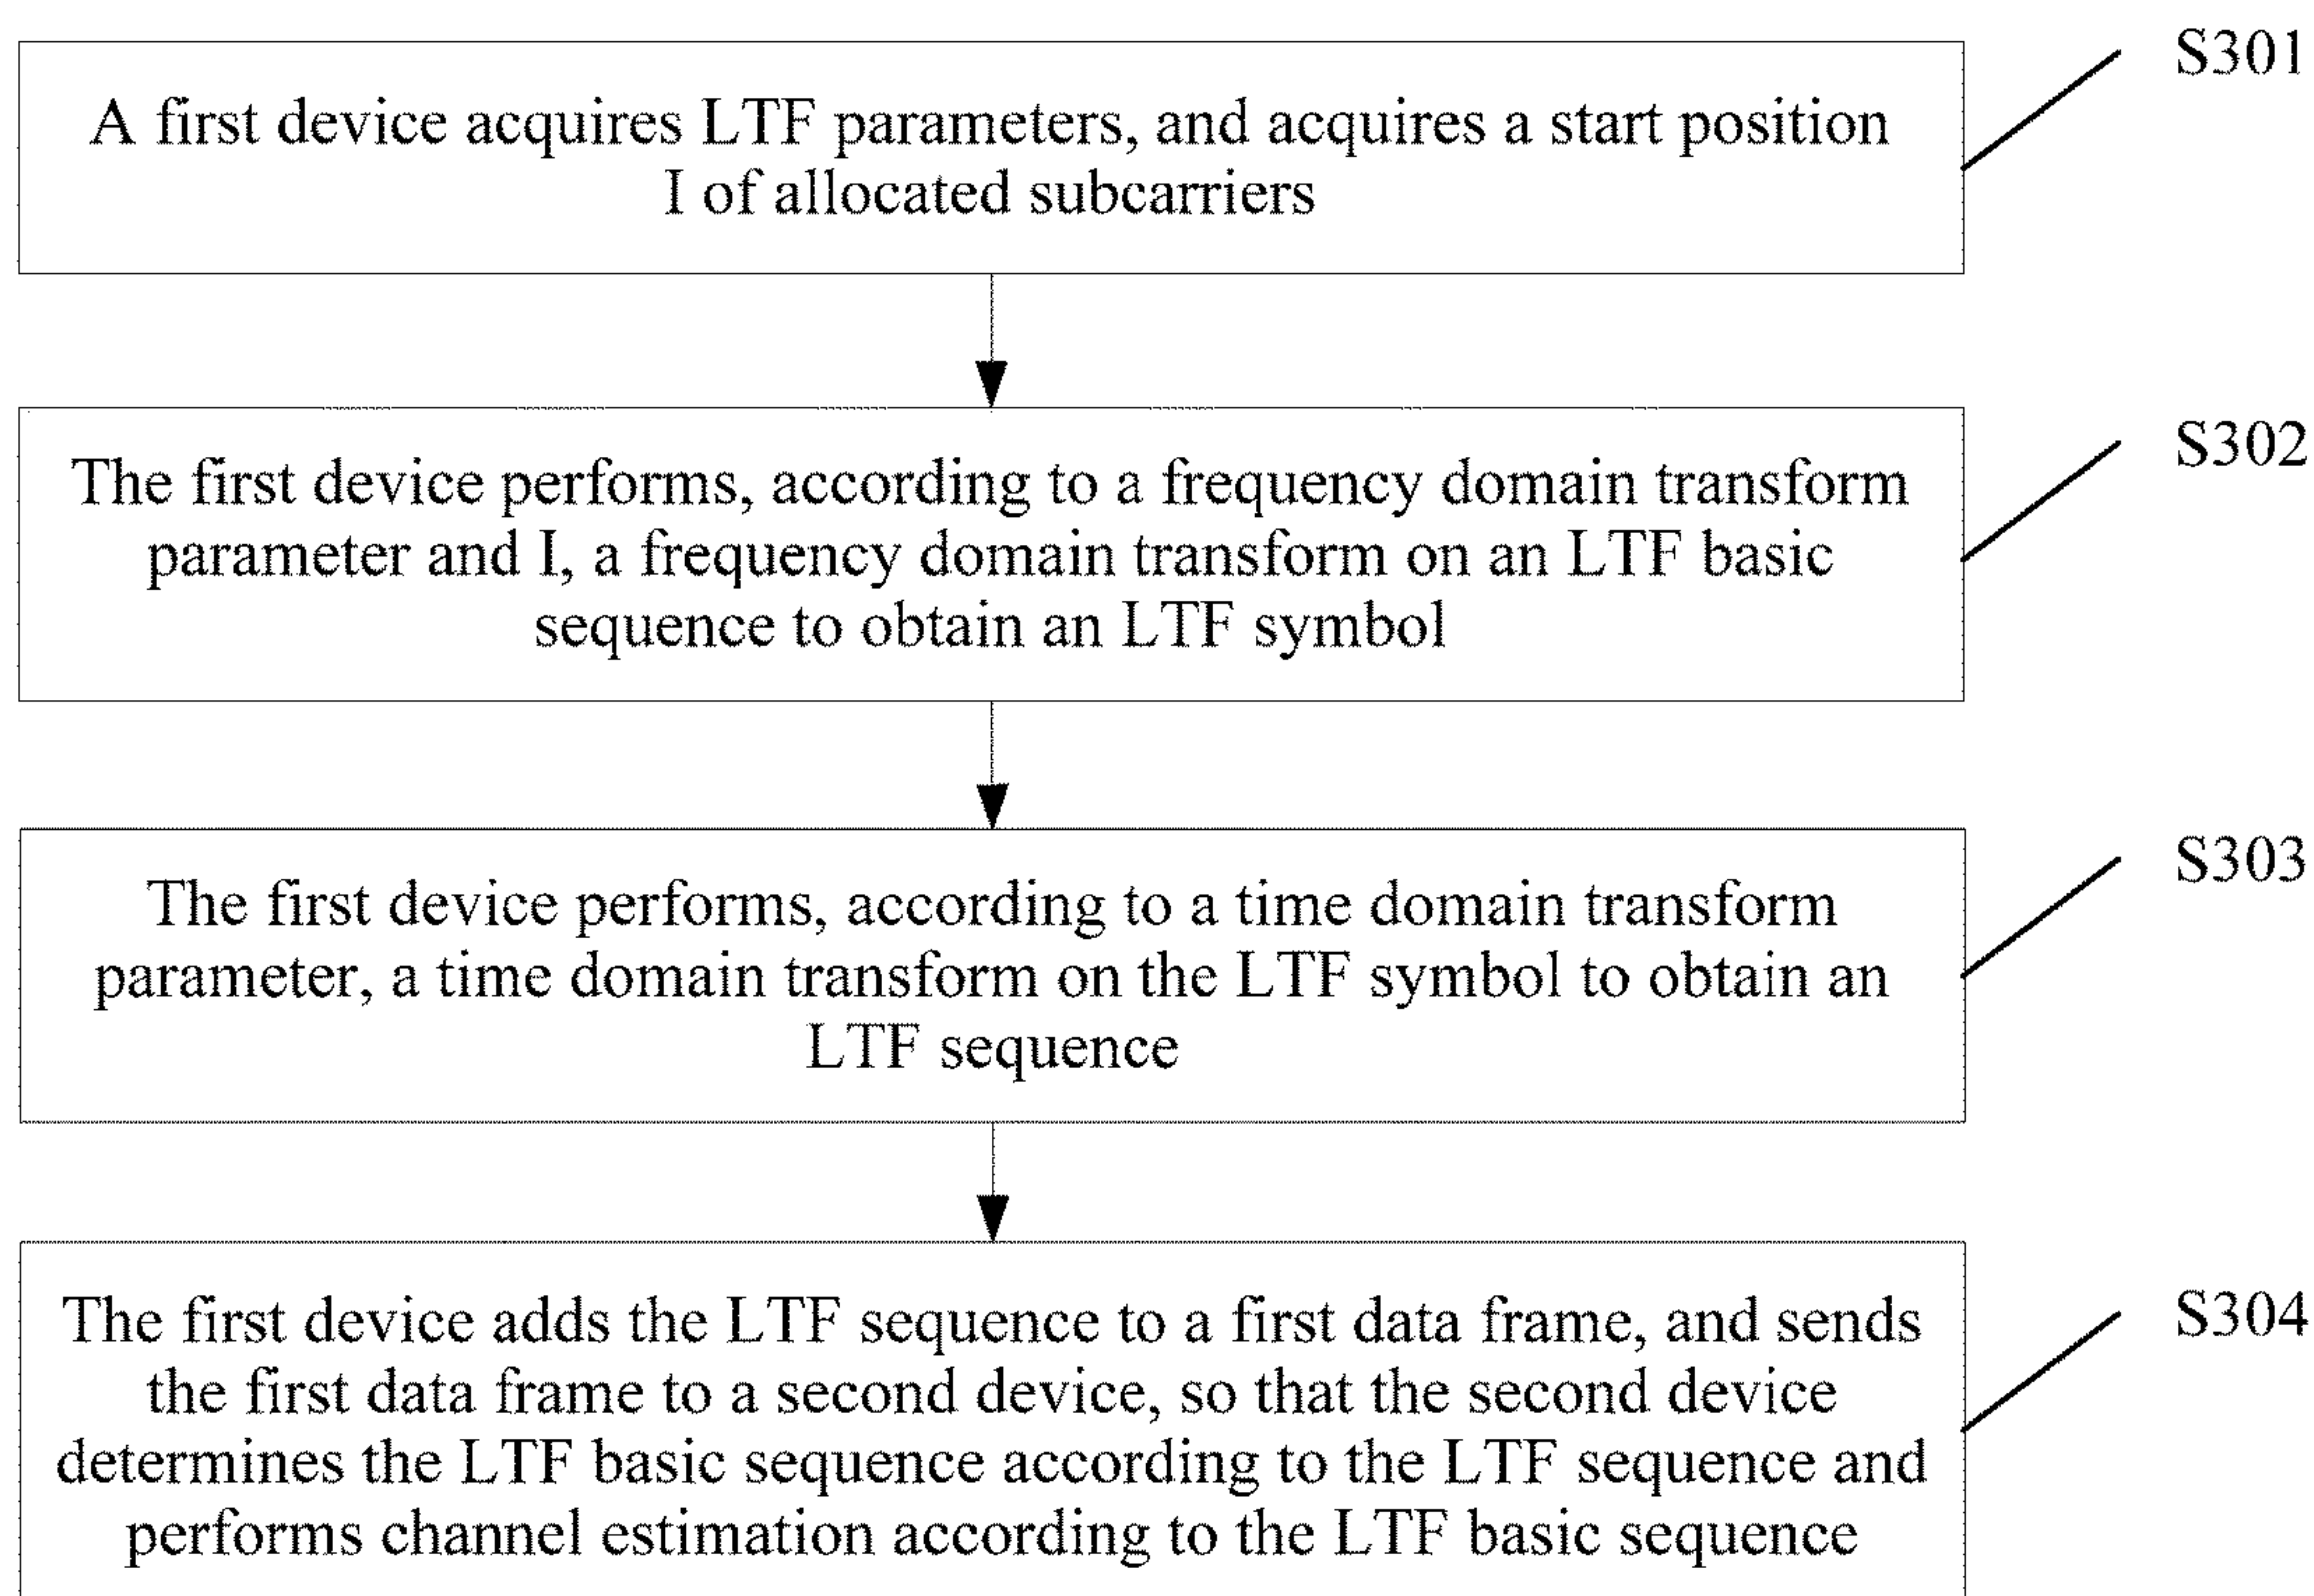 S301
A first device acquires LTF parameters, and acquires a start position
I of allocated subcarriers
S302
The first device performs, according to a frequency domain transform
parameter and I, a frequency domain transform on an LTF basic
sequence to obtain an LTF symbol
S303
The first device performs, according to a time domain transform
parameter, a time domain transform on the LTF symbol to obtain an
LTF sequence
S304
The first device adds the LTF sequence to a first data frame, and sends
the first data frame to a second device, so that the second device
determines the LTF basic sequence according to the LTF sequence and
performs channel estimation according to the LTF basic sequence